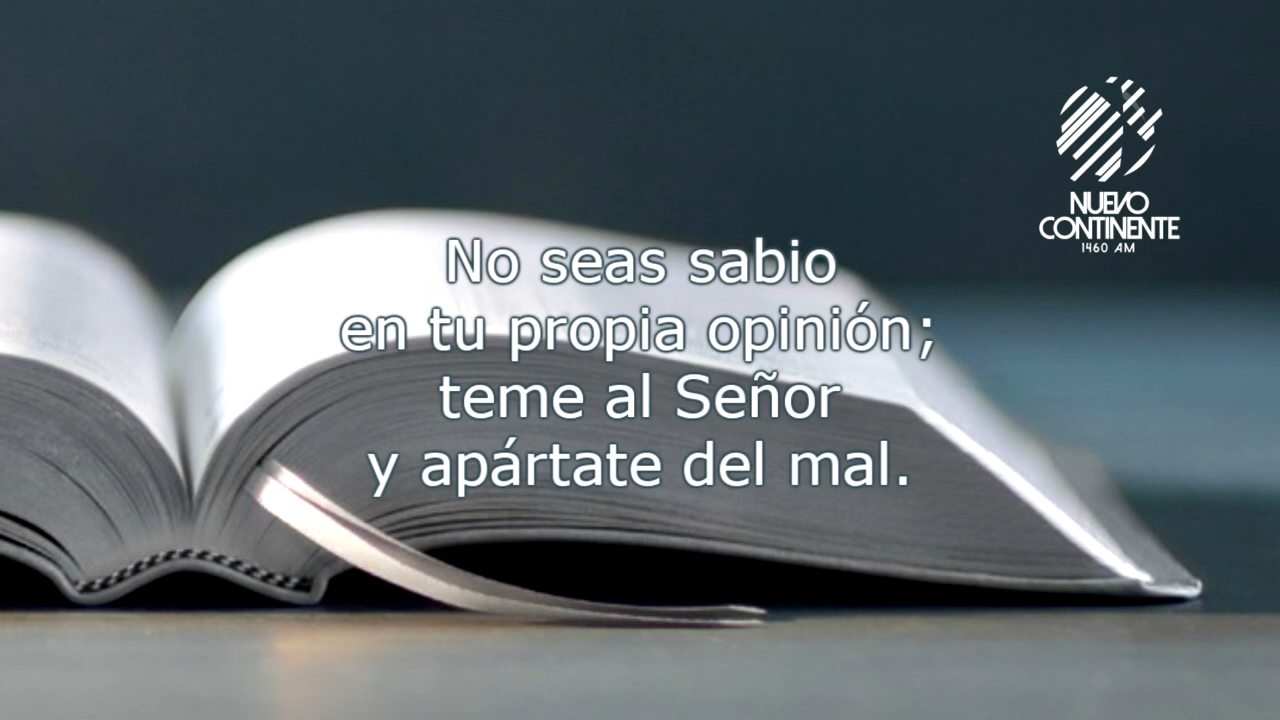 NUEVO
CONTINENTE
1460 AM
No seas sabio
en tu propia opinión;
teme al Señor
y apártate del mal.